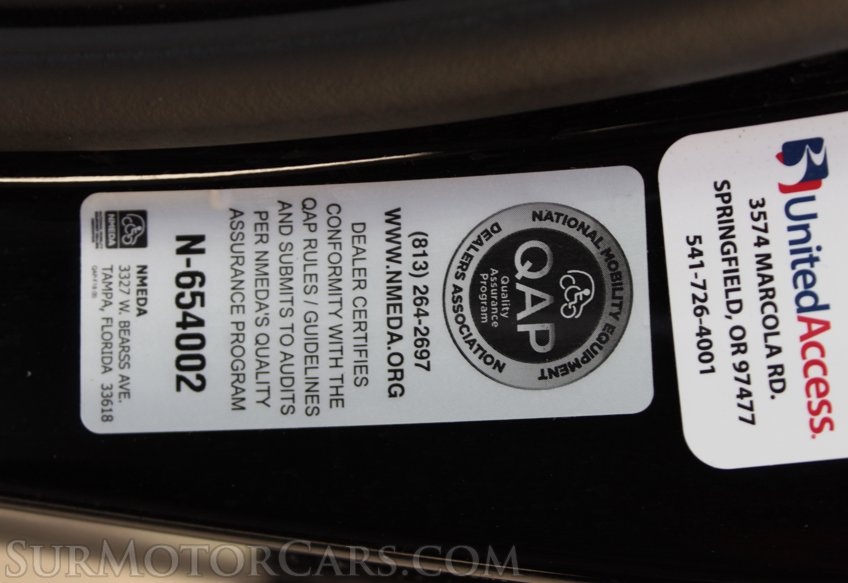 NATIONAL MOBILITY EQUIPMENT
DEALERS ASSOCIATION
QAP
Quality
Assurance
Program
(813) 264-2697
WWW.NMEDA.ORG
DEALER CERTIFIES
CONFORMITY WITH THE
QAP RULES / GUIDELINES
AND SUBMITS TO AUDITS
PER NMEDA'S QUALITY
ASSURANCE PROGRAM
N-654002
NMEDA
3327 W. BEARSS AVE.
TAMPA, FLORIDA 33618
NMEDA
UnitedAccess
3574 MARCOLA RD.
SPRINGFIELD, OR 97477
541-726-4001
SURMOTORCARS.COM